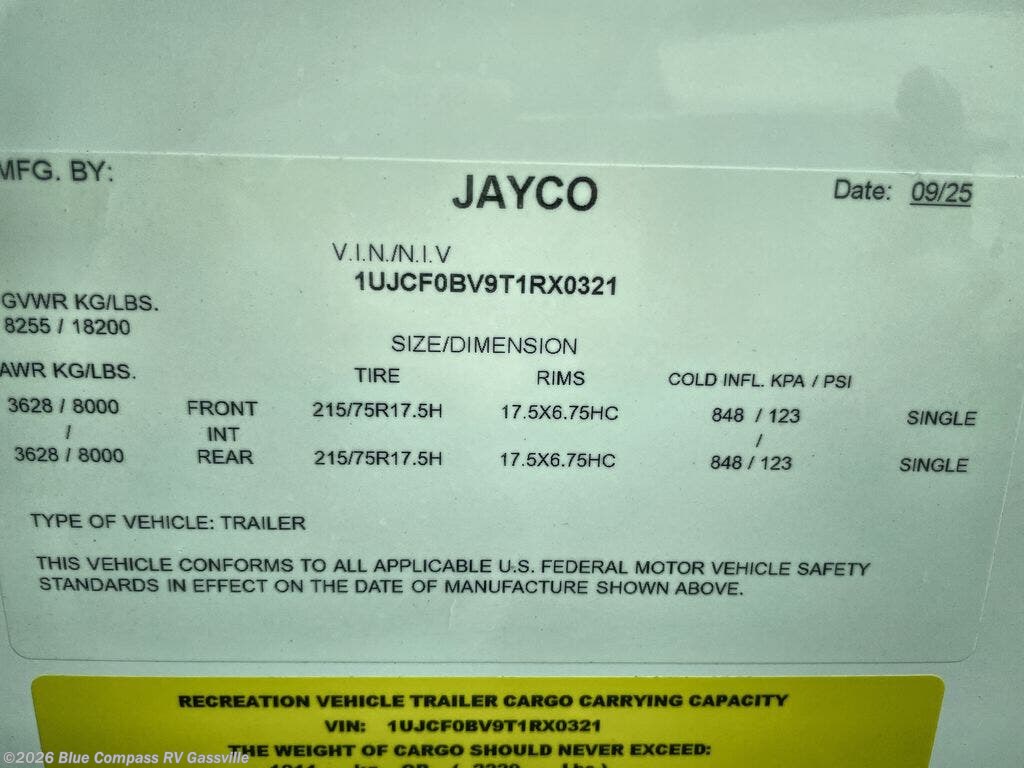 MFG. BY:
JAYCO
Date: 09/25
V.I.N./N.I.V
1UJCF0BV9T1RX0321
GVWR KG/LBS.
8255 / 18200
SIZE/DIMENSION
AWR KG/LBS. TIRE RIMS COLD INFL. KPA / PSI
3628 / 8000 FRONT 215/75R17.5H 17.5X6.75HC 848 / 123 SINGLE
/ INT /
3628 / 8000 REAR 215/75R17.5H 17.5X6.75HC 848 / 123 SINGLE
TYPE OF VEHICLE: TRAILER
THIS VEHICLE CONFORMS TO ALL APPLICABLE U.S. FEDERAL MOTOR VEHICLE SAFETY
STANDARDS IN EFFECT ON THE DATE OF MANUFACTURE SHOWN ABOVE.
RECREATION VEHICLE TRAILER CARGO CARRYING CAPACITY
VIN: 1UJCF0BV9T1RX0321
THE WEIGHT OF CARGO SHOULD NEVER EXCEED:
kg OR ( Lbs.)
©2026 Blue Compass RV Gassville